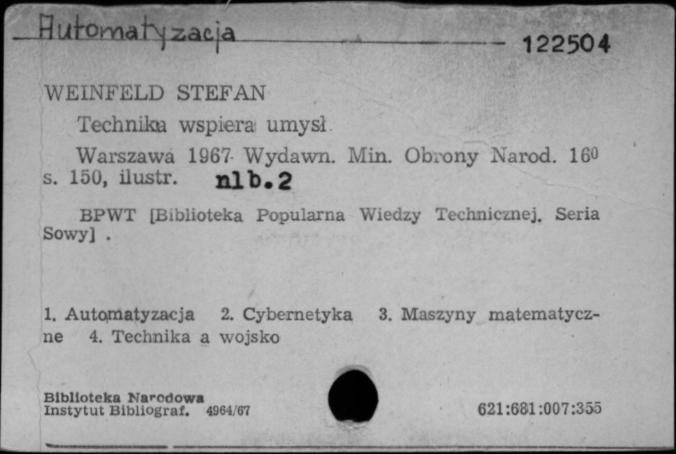 Automatyzacja
122504
WEINFELD STEFAN
Technika wspiera umysł.
Warszawa 1967 Wydawn. Min. Obrony Narod. 16⁰
s. 150, ilustr. nlb.2
BPWT [Biblioteka Popularna Wiedzy Technicznej. Seria
Sowy] .
1. Automatyzacja 2. Cybernetyka 3. Maszyny matematycz-
ne 4. Technika a wojsko
Biblioteka Narodowa
Instytut Bibliograf. 4964/67
621:681:007:355